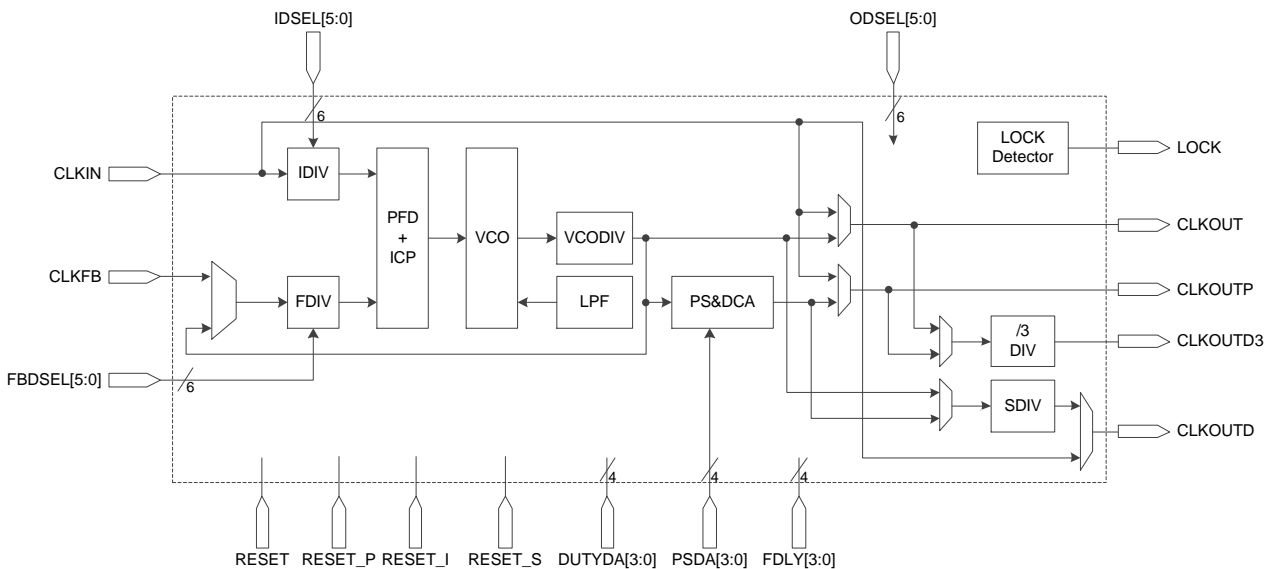 IDSEL[5:0]
ODSEL[5:0]
6
6
LOCK
Detector
LOCK
CLKIN
IDIV
PFD
+
ICP
VCO
VCODIV
CLKOUT
CLKFB
FDIV
LPF
PS&DCA
CLKOUTP
/3
DIV
CLKOUTD3
FBDSEL[5:0]
6
SDIV
CLKOUTD
4
4
4
RESET
RESET_P
RESET_I
RESET_S
DUTYDA[3:0]
PSDA[3:0]
FDLY[3:0]